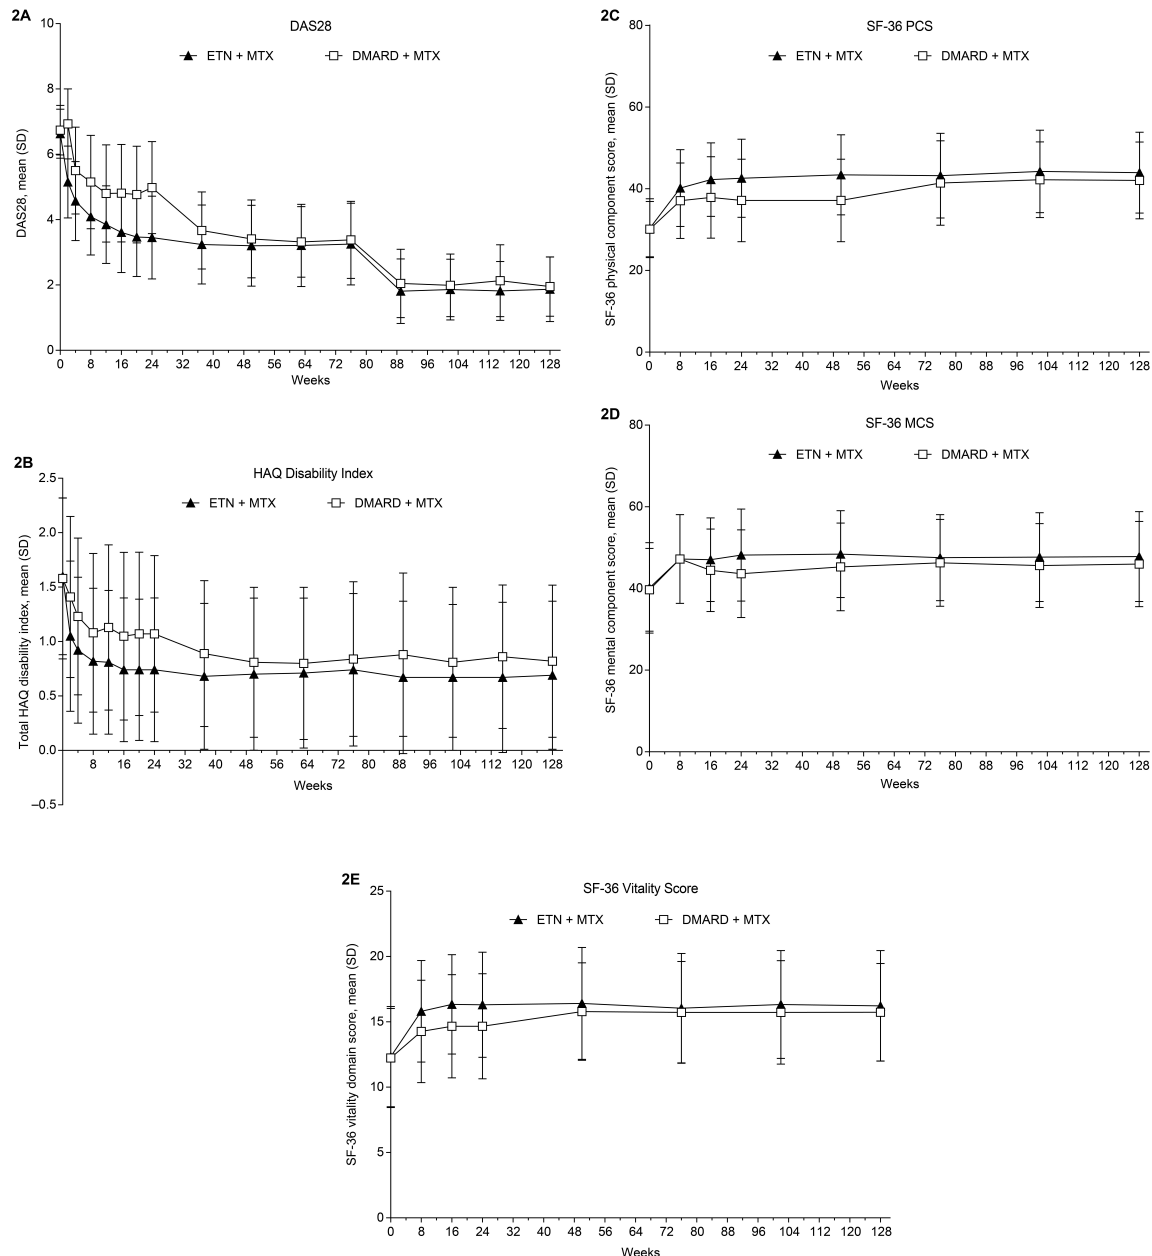 2A
DAS28
ETN + MTX
DMARD + MTX
DAS28, mean (SD)
10
8
6
4
2
0
0 8 16 24 32 40 48 56 64 72 80 88 96 104 112 120 128
Weeks
2B
HAQ Disability Index
ETN + MTX
DMARD + MTX
Total HAQ disability index, mean (SD)
2.5
2.0
1.5
1.0
0.5
0.0
–0.5
8 16 24 32 40 48 56 64 72 80 88 96 104 112 120 128
Weeks
2C
SF-36 PCS
ETN + MTX
DMARD + MTX
SF-36 physical component score, mean (SD)
80
60
40
20
0
0 8 16 24 32 40 48 56 64 72 80 88 96 104 112 120 128
Weeks
2D
SF-36 MCS
ETN + MTX
DMARD + MTX
SF-36 mental component score, mean (SD)
80
60
40
20
0
0 8 16 24 32 40 48 56 64 72 80 88 96 104 112 120 128
Weeks
2E
SF-36 Vitality Score
ETN + MTX
DMARD + MTX
SF-36 vitality domain score, mean (SD)
25
20
15
10
5
0
0 8 16 24 32 40 48 56 64 72 80 88 96 104 112 120 128
Weeks